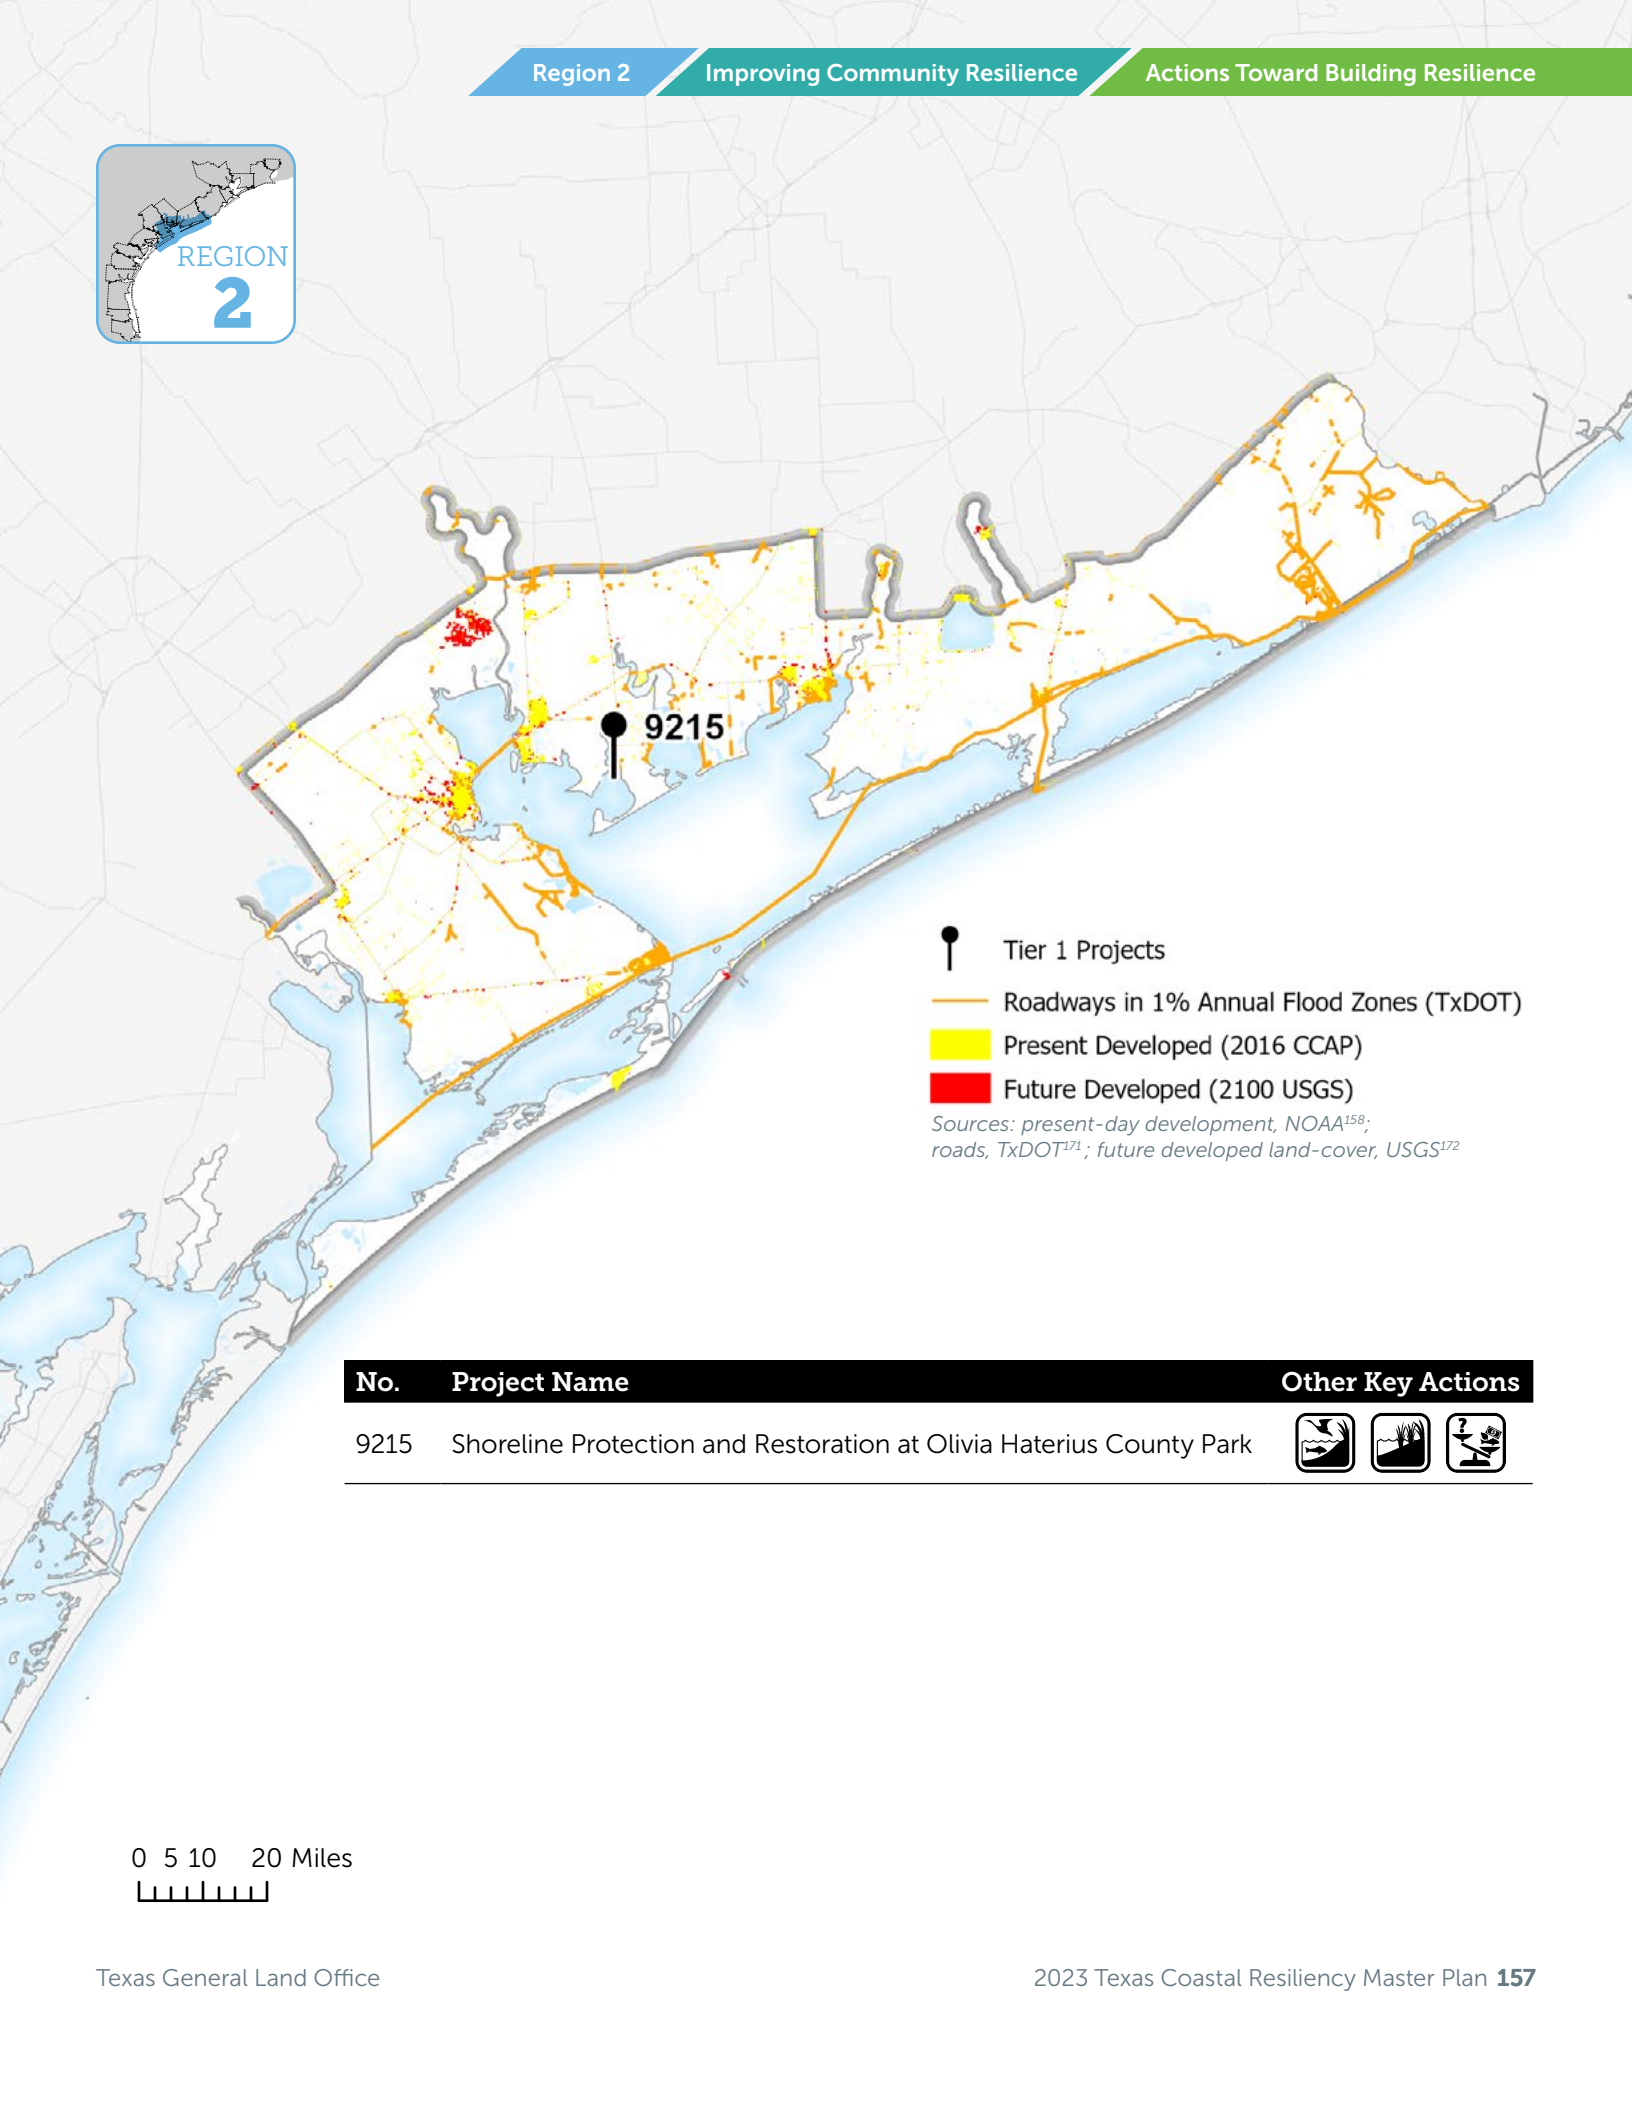 Region 2
Improving Community Resilience
Actions Toward Building Resilience
REGION
2
9215
Tier 1 Projects
Roadways in 1% Annual Flood Zones (TxDOT)
Present Developed (2016 CCAP)
Future Developed (2100 USGS)
Sources: present-day development, NOAA158;
roads, TxDOT171; future developed land-cover, USGS172
No. Project Name Other Key Actions
9215 Shoreline Protection and Restoration at Olivia Haterius County Park
?
0 5 10 20 Miles
Texas General Land Office
2023 Texas Coastal Resiliency Master Plan 157